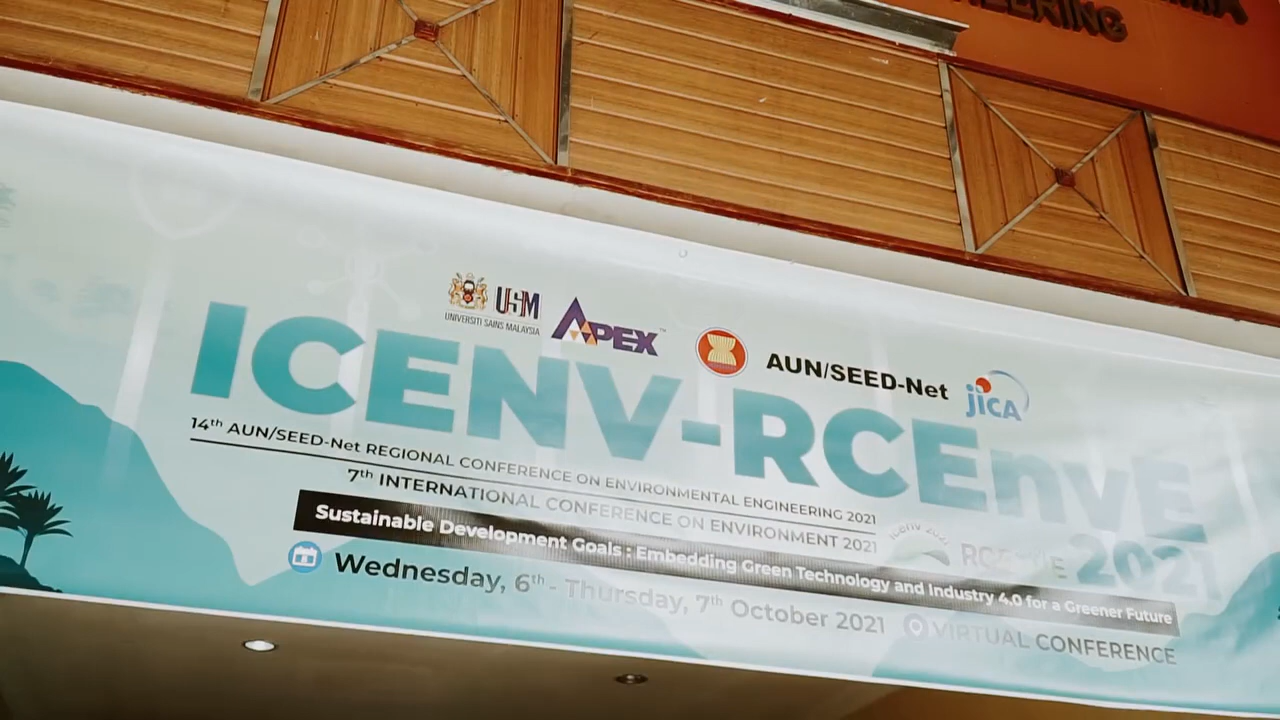 EERING
USM
UNIVERSITI SAINS MALAYSIA
APEX™
AUN/SEED-Net
jICA
ICENV-RCEnvE
2021
14th AUN/SEED-Net REGIONAL CONFERENCE ON ENVIRONMENTAL ENGINEERING 2021
7th INTERNATIONAL CONFERENCE ON ENVIRONMENT 2021
Sustainable Development Goals : Embedding Green Technology and Industry 4.0 for a Greener Future
Wednesday, 6th - Thursday, 7th October 2021
VIRTUAL CONFERENCE